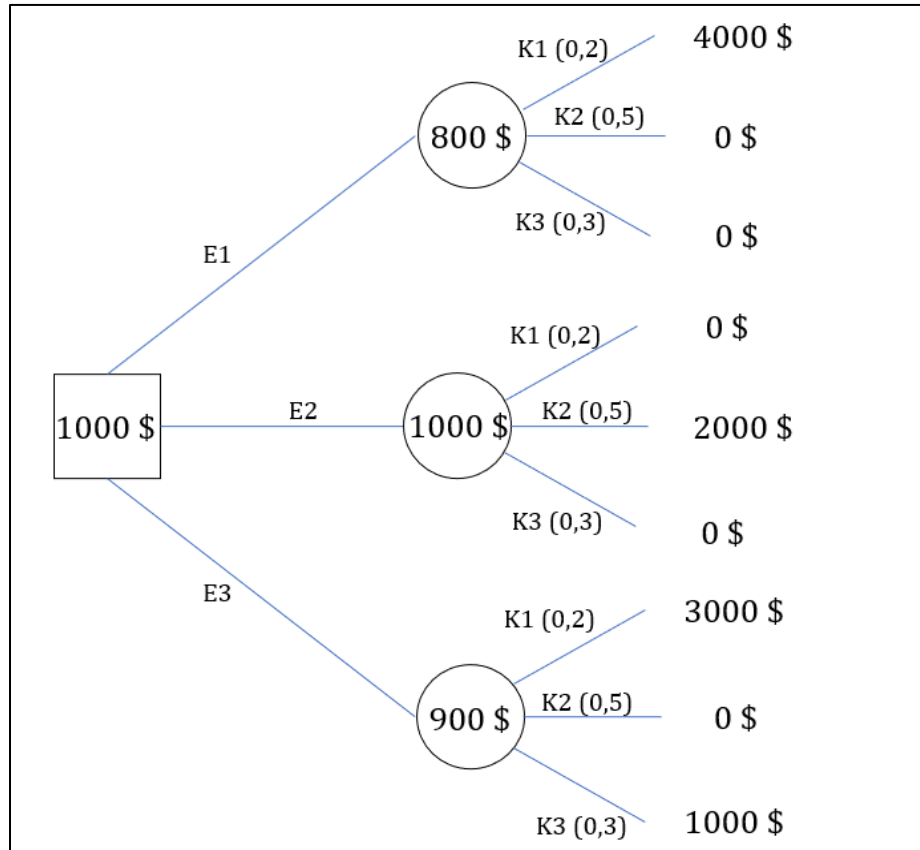 K1 (0,2)
4000 $
800 $
K2 (0,5)
0 $
K3 (0,3)
0 $
E1
K1 (0,2)
0 $
1000 $
E2
1000 $
K2 (0,5)
2000 $
K3 (0,3)
0 $
E3
K1 (0,2)
3000 $
900 $
K2 (0,5)
0 $
K3 (0,3)
1000 $